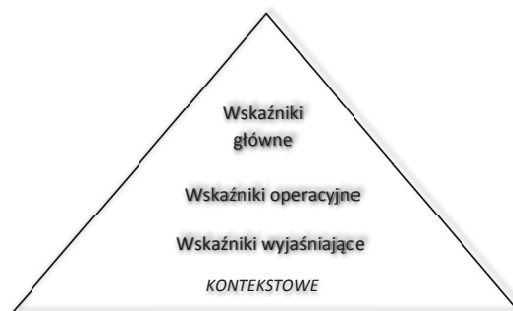 Wskaźniki
główne
Wskaźniki operacyjne
Wskaźniki wyjaśniające
KONTEKSTOWE